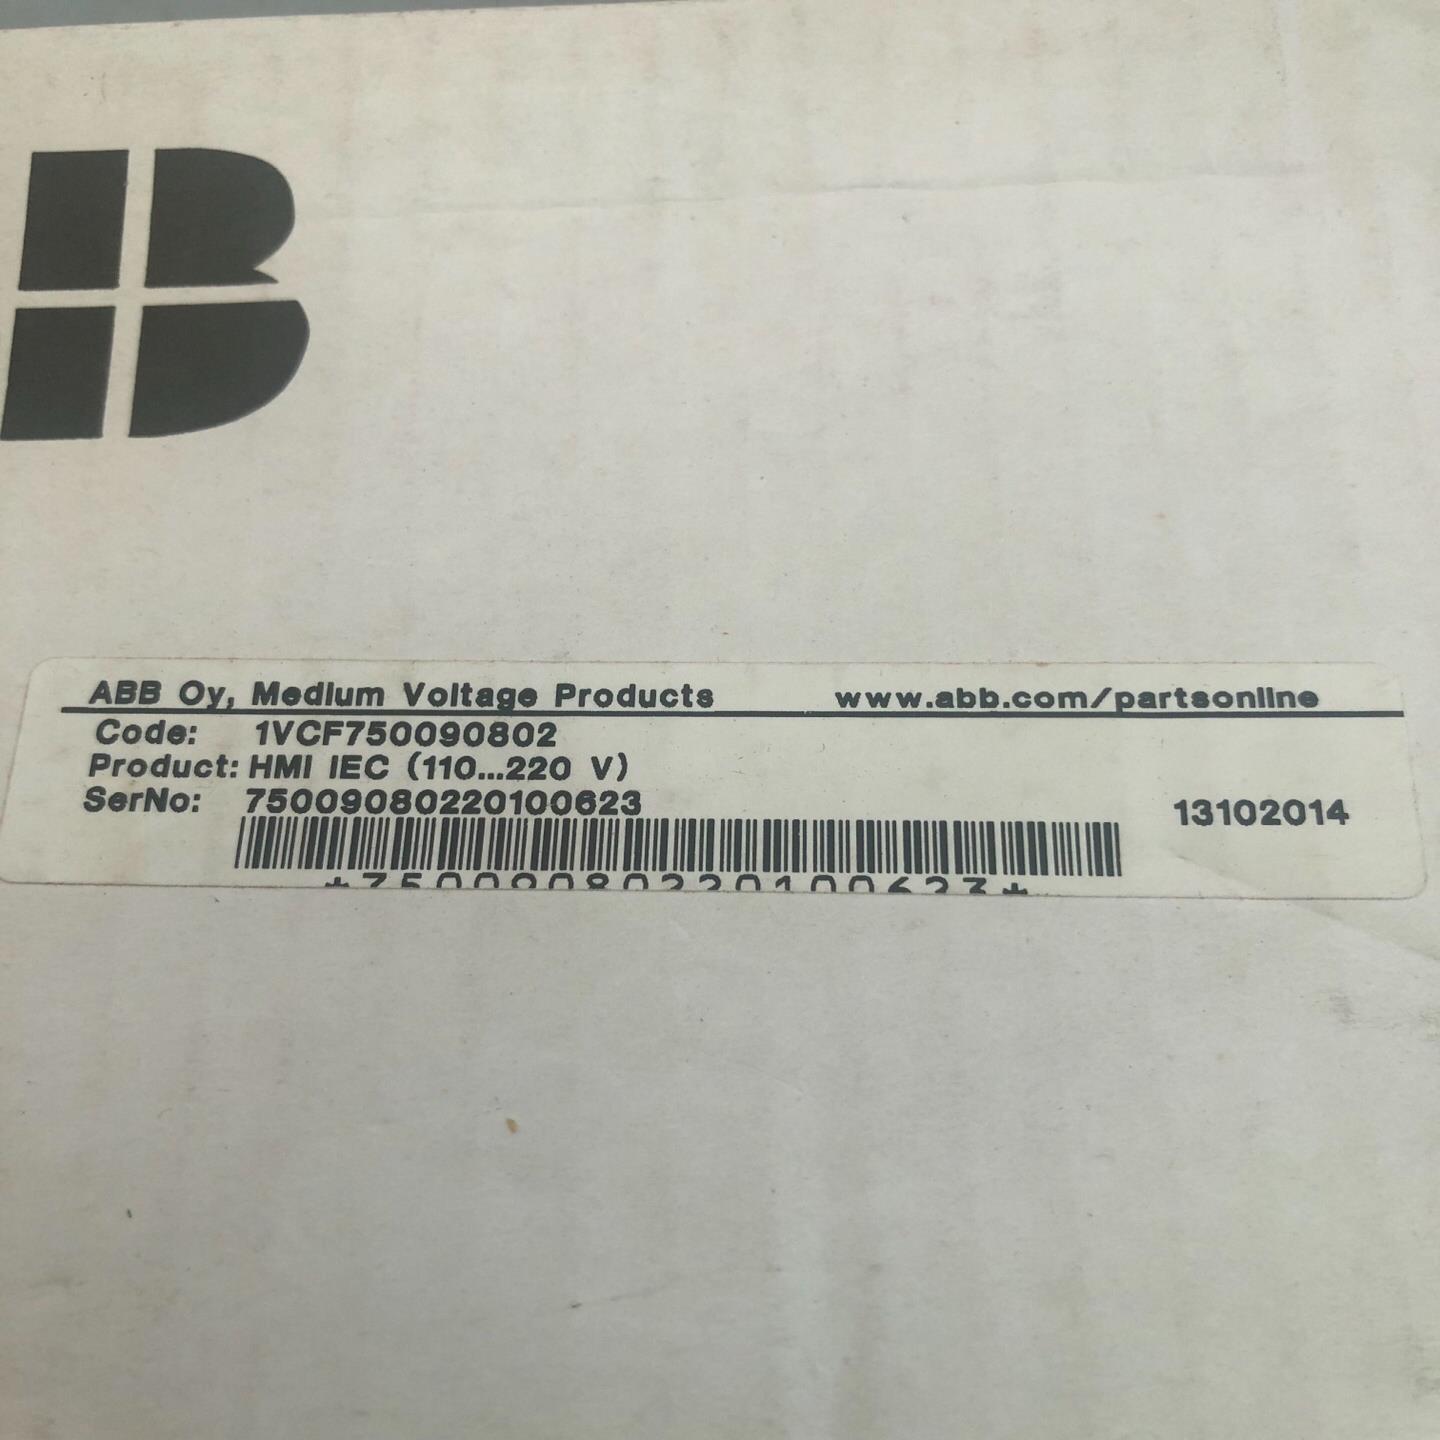 B
ABB Oy, Medium Voltage Products www.abb.com/partsonline
Code: 1VCF750090802
Product: HMI IEC (110...220 V)
SerNo: 75009080220100623
13102014
*75009080220100623*